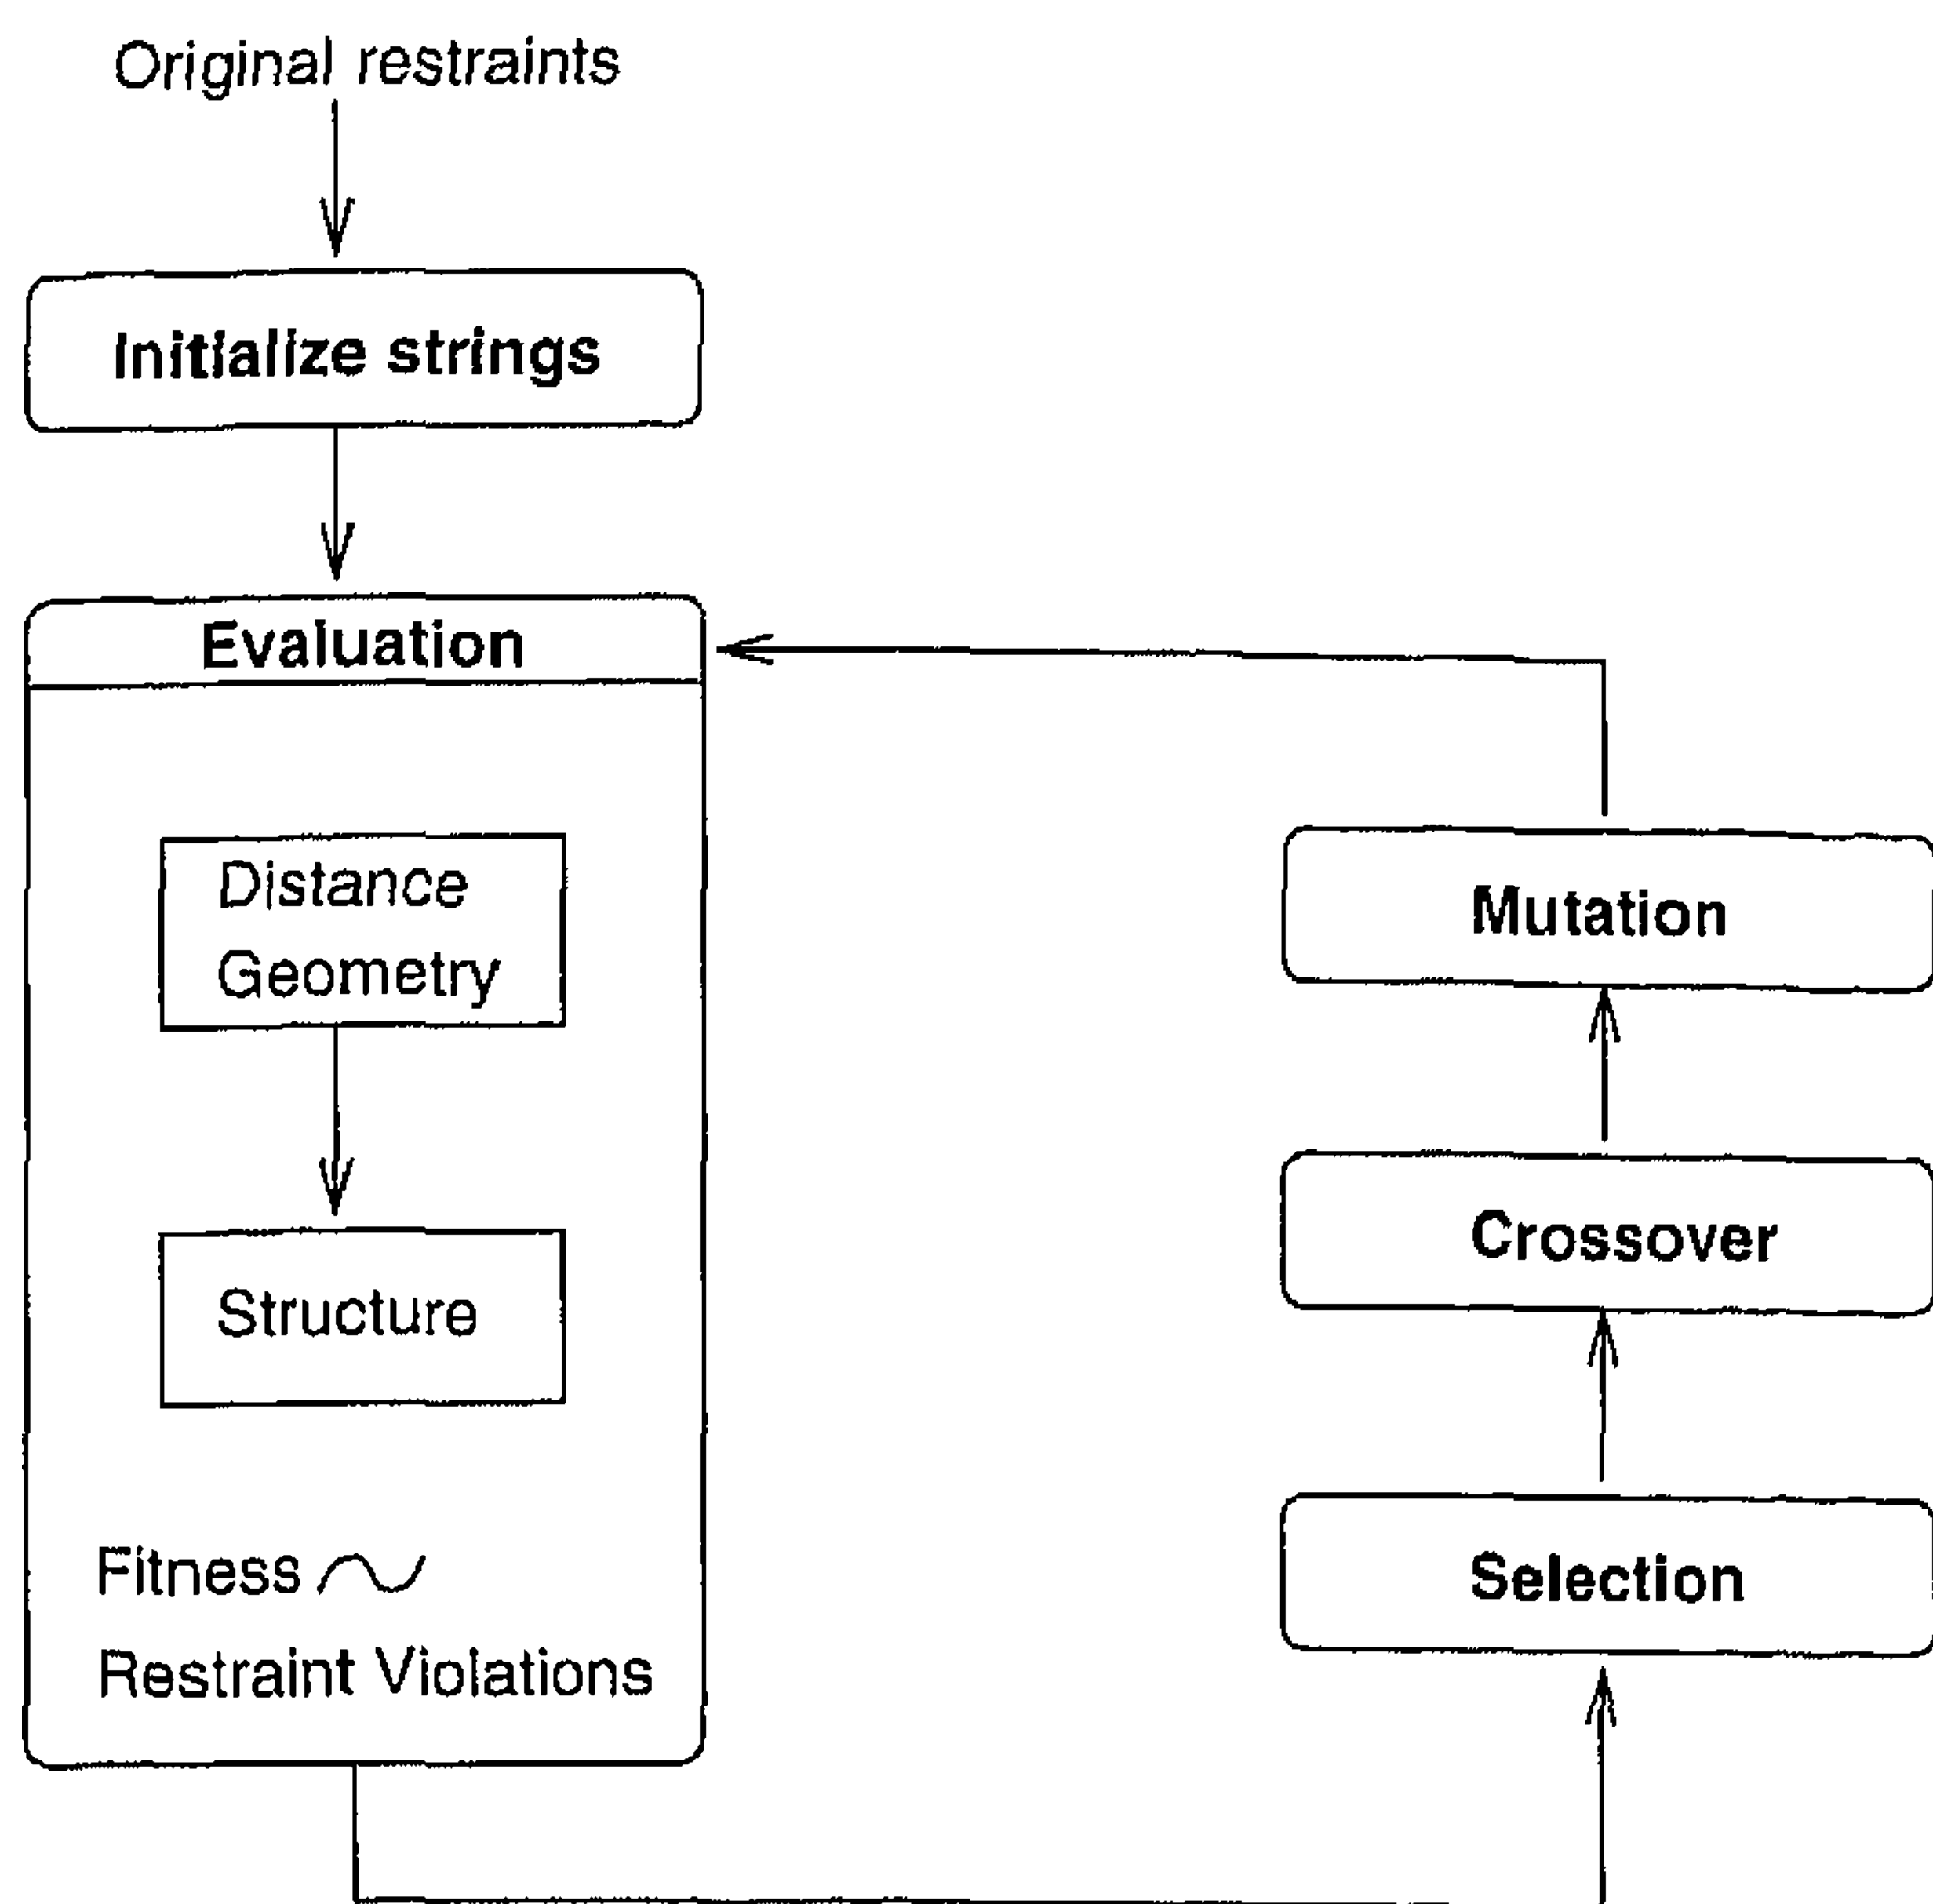 Original restraints
Initialize strings
Evaluation
Distance
Geometry
Structure
Fitness
Restraint Violations
Mutation
Crossover
Selection